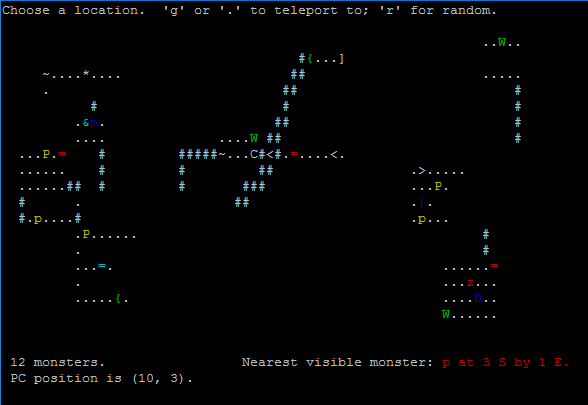 Choose a location.  'g' or '.' to teleport to; 'r' for random.
..W..
#{...]
~....*.... ## .....
. ## #
# # #
.& . ## #
.... ....W ## #
...P.= # #####~...C#<#.=....<.
...... # # ## .>.....
......## # # ### ...P.
# . ## .|.
#.p....# .p...
.P...... #
. #
...=. ......=
. ...z...
.....{. ....D..
W......
12 monsters. Nearest visible monster: p at 3 S by 1 E.
PC position is (10, 3).